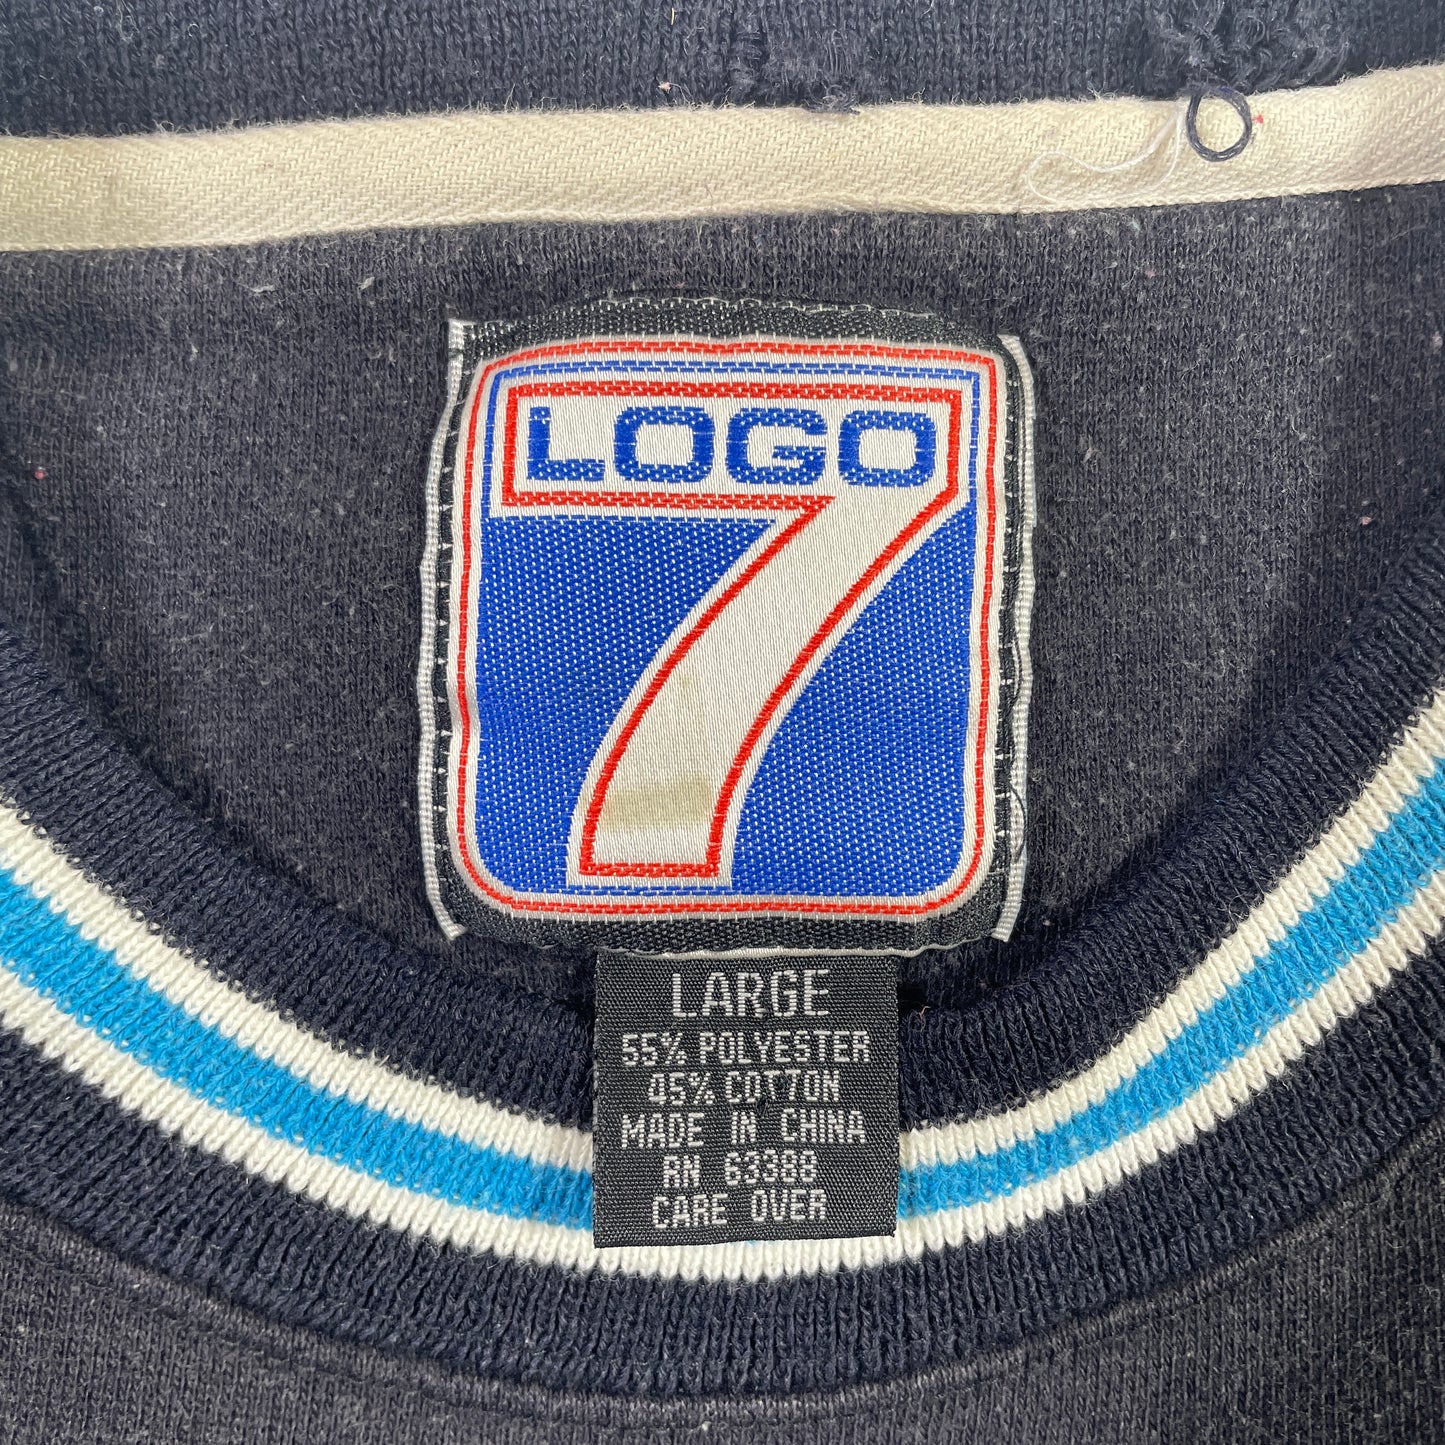 LOGO
7
LARGE
55% POLYESTER
45% COTTON
MADE IN CHINA
RN 63388
CARE OVER